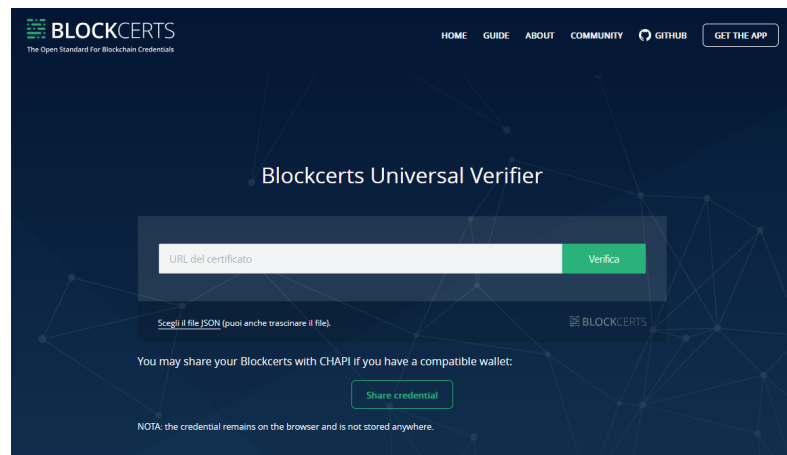 BLOCKCERTS
The Open Standard For Blockchain Credentials
HOME GUIDE ABOUT COMMUNITY GITHUB GET THE APP
Blockcerts Universal Verifier
URL del certificato Verifica
Scegli il file JSON (puoi anche trascinare il file). BLOCKCERTS
You may share your Blockcerts with CHAPI if you have a compatible wallet:
Share credential
NOTA: the credential remains on the browser and is not stored anywhere.